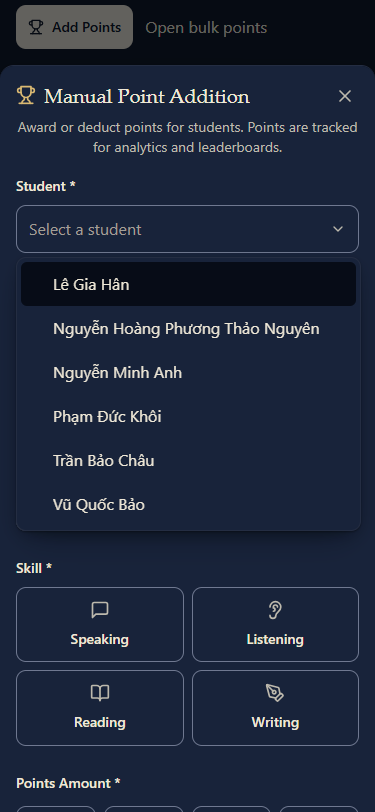 Add Points
Open bulk points
Manual Point Addition
Award or deduct points for students. Points are tracked
for analytics and leaderboards.
Student *
Select a student
Lê Gia Hân
Nguyễn Hoàng Phương Thảo Nguyên
Nguyễn Minh Anh
Phạm Đức Khôi
Trần Bảo Châu
Vũ Quốc Bảo
Skill *
Speaking
Listening
Reading
Writing
Points Amount *